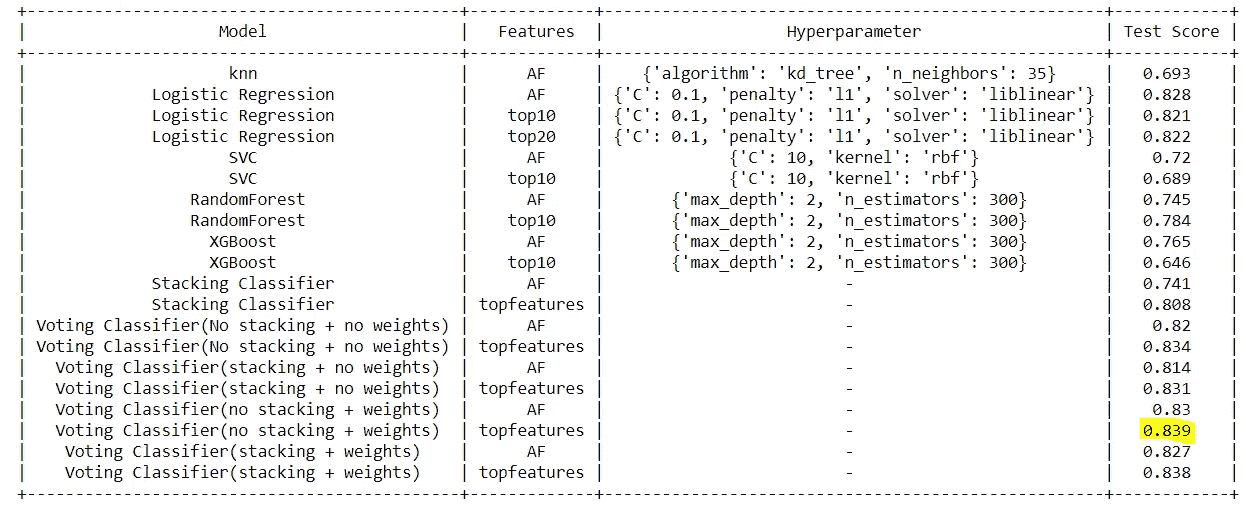 +----------------------------------------------+------------+--------------------------------------------------+------------+
| Model | Features | Hyperparameter | Test Score |
+----------------------------------------------+------------+--------------------------------------------------+------------+
| knn | AF | {'algorithm': 'kd_tree', 'n_neighbors': 35} | 0.693 |
| Logistic Regression | AF | {'C': 0.1, 'penalty': 'l1', 'solver': 'liblinear'} | 0.828 |
| Logistic Regression | top10 | {'C': 0.1, 'penalty': 'l1', 'solver': 'liblinear'} | 0.821 |
| Logistic Regression | top20 | {'C': 0.1, 'penalty': 'l1', 'solver': 'liblinear'} | 0.822 |
| SVC | AF | {'C': 10, 'kernel': 'rbf'} | 0.72 |
| SVC | top10 | {'C': 10, 'kernel': 'rbf'} | 0.689 |
| RandomForest | AF | {'max_depth': 2, 'n_estimators': 300} | 0.745 |
| RandomForest | top10 | {'max_depth': 2, 'n_estimators': 300} | 0.784 |
| XGBoost | AF | {'max_depth': 2, 'n_estimators': 300} | 0.765 |
| XGBoost | top10 | {'max_depth': 2, 'n_estimators': 300} | 0.646 |
| Stacking Classifier | AF | - | 0.741 |
| Stacking Classifier | topfeatures | - | 0.808 |
| Voting Classifier(No stacking + no weights) | AF | - | 0.82 |
| Voting Classifier(No stacking + no weights) | topfeatures | - | 0.834 |
| Voting Classifier(stacking + no weights) | AF | - | 0.814 |
| Voting Classifier(stacking + no weights) | topfeatures | - | 0.831 |
| Voting Classifier(no stacking + weights) | AF | - | 0.83 |
| Voting Classifier(no stacking + weights) | topfeatures | - | 0.839 |
| Voting Classifier(stacking + weights) | AF | - | 0.827 |
| Voting Classifier(stacking + weights) | topfeatures | - | 0.838 |
+----------------------------------------------+------------+--------------------------------------------------+------------+